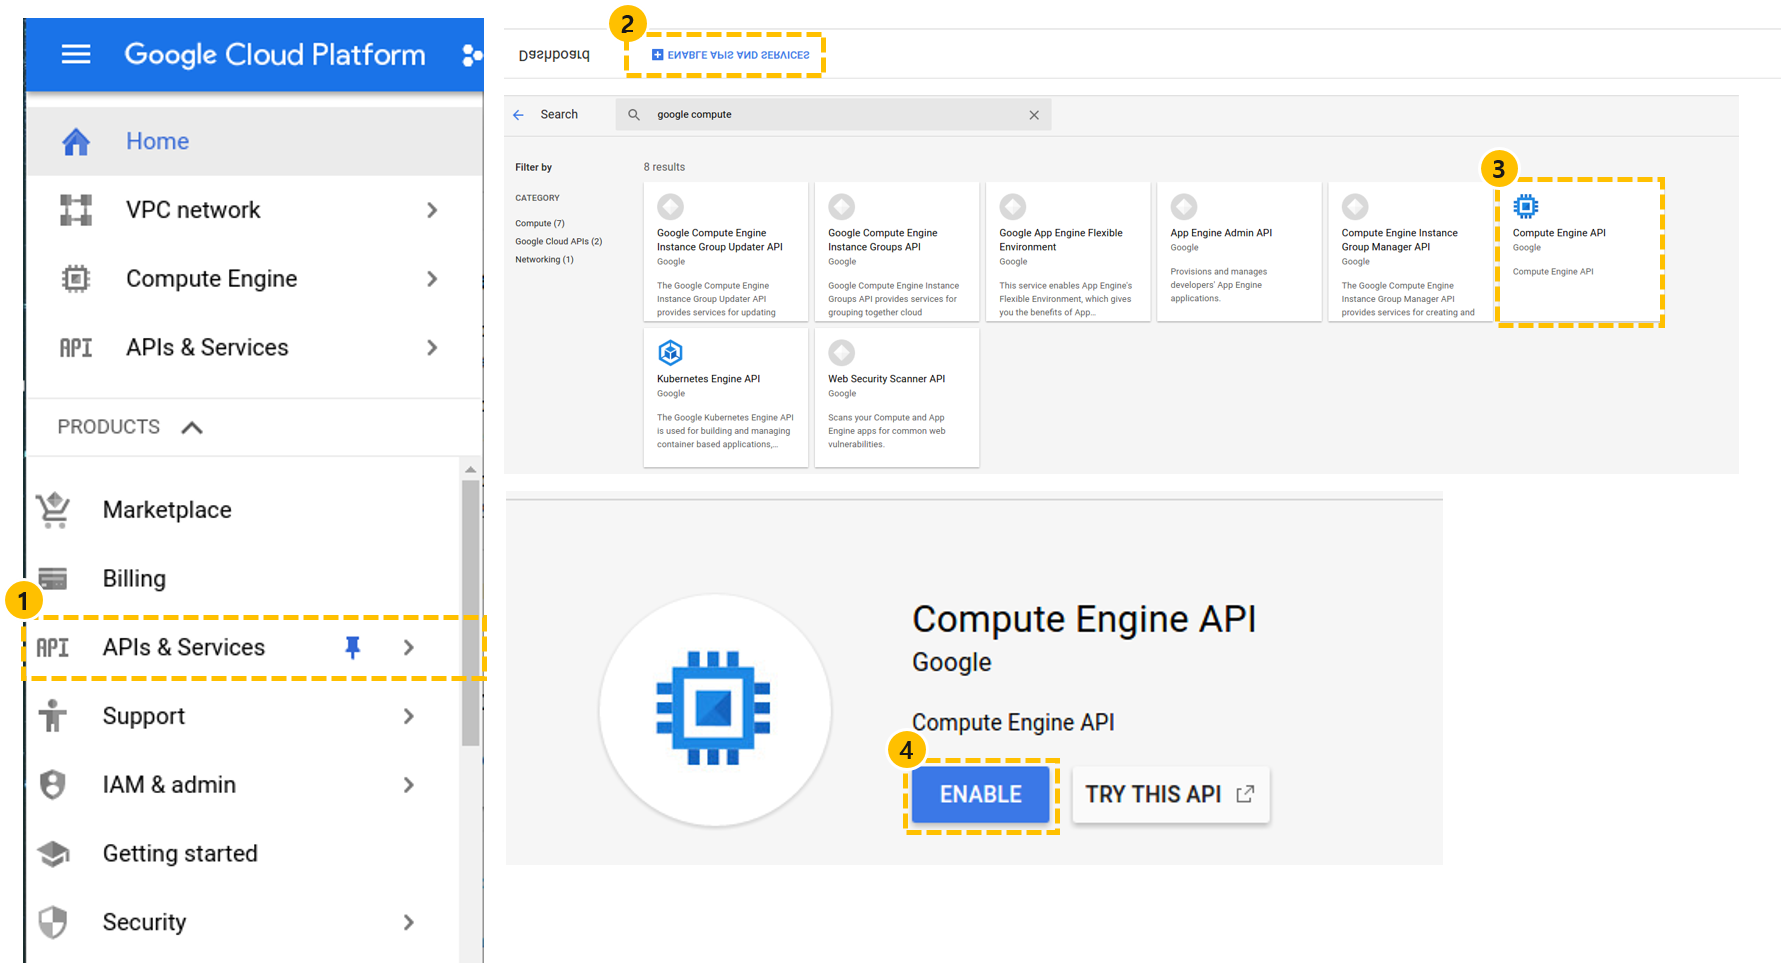 Google Cloud Platform
Home
VPC network
Compute Engine
API
APIs & Services
PRODUCTS
Marketplace
Billing
1
API
APIs & Services
Support
IAM & admin
Getting started
Security
2
Dashboard
ENABLE APIS AND SERVICES
Search
google compute
Filter by
8 results
CATEGORY
Compute (7)
Google Cloud APIs (2)
Networking (1)
Google Compute Engine
Instance Group Updater API
Google
The Google Compute Engine
Instance Group Updater API
provides services for updating
Google Compute Engine
Instance Groups API
Google
Google Compute Engine Instance
Groups API provides services for
grouping together cloud
Google App Engine Flexible
Environment
Google
This service enables App Engine's
Flexible Environment, which gives
you the benefits of App...
App Engine Admin API
Google
Provisions and manages
developers' App Engine
applications.
Compute Engine Instance
Group Manager API
Google
The Google Compute Engine
Instance Group Manager API
provides services for creating and
3
Compute Engine API
Google
Compute Engine API
Kubernetes Engine API
Google
The Google Kubernetes Engine API
is used for building and managing
container based applications,...
Web Security Scanner API
Google
Scans your Compute and App
Engine apps for common web
vulnerabilities.
Compute Engine API
Google
Compute Engine API
4
ENABLE
TRY THIS API